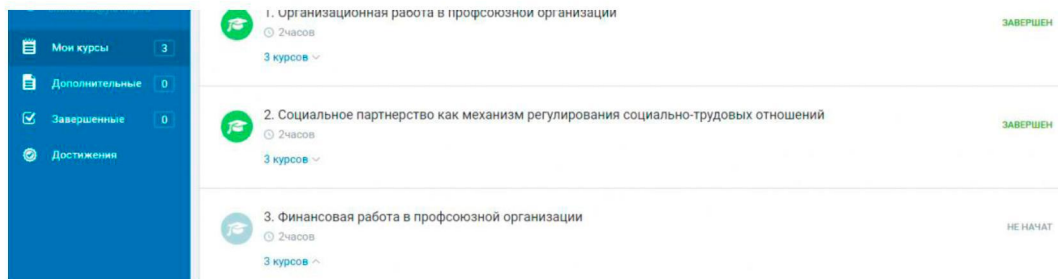 Мои курсы 3
Дополнительные 0
Завершенные 0
Достижения
1. Организационная работа в профсоюзной организации
2часов
3 курсов
ЗАВЕРШЕН
2. Социальное партнерство как механизм регулирования социально-трудовых отношений
2часов
3 курсов
ЗАВЕРШЕН
3. Финансовая работа в профсоюзной организации
2часов
3 курсов
НЕ НАЧАТ